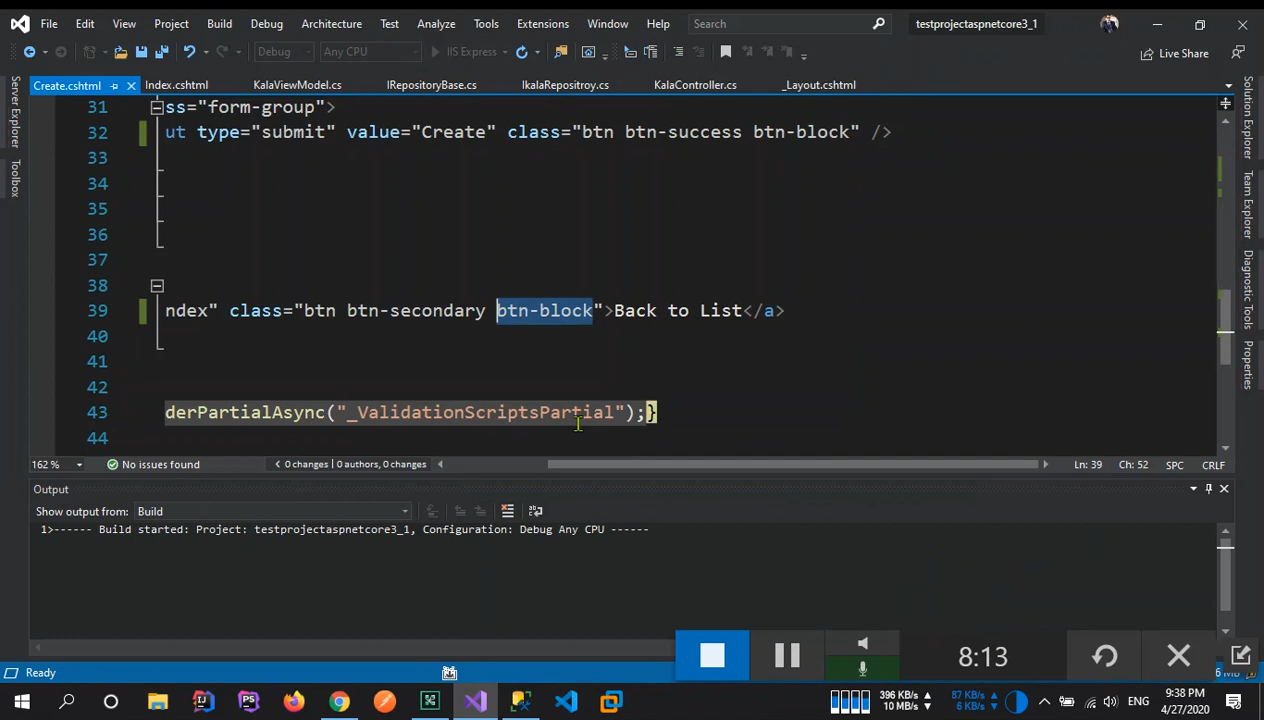 File Edit View Project Build Debug Architecture Test Analyze Tools Extensions Window Help Search testprojectaspnetcore3_1
Debug Any CPU IIS Express Live Share
Create.cshtml Index.cshtml KalaViewModel.cs IRepositoryBase.cs IkalaRepositroy.cs KalaController.cs _Layout.cshtml
Server Explorer
Toolbox
Solution Explorer
Team Explorer
Diagnostic Tools
Properties
31 ss="form-group">
32 ut type="submit" value="Create" class="btn btn-success btn-block" />
33
34
35
36
37
38
39 ndex" class="btn btn-secondary btn-block">Back to List</a>
40
41
42
43 derPartialAsync("_ValidationScriptsPartial");}
44
162 % No issues found 0 changes | 0 authors, 0 changes Ln: 39 Ch: 52 SPC CRLF
Output
Show output from: Build
1>------ Build started: Project: testprojectaspnetcore3_1, Configuration: Debug Any CPU ------
8:13
Ready
396 KB/s 10 MB/s 87 KB/s 6 KB/s ENG 9:38 PM
4/27/2020